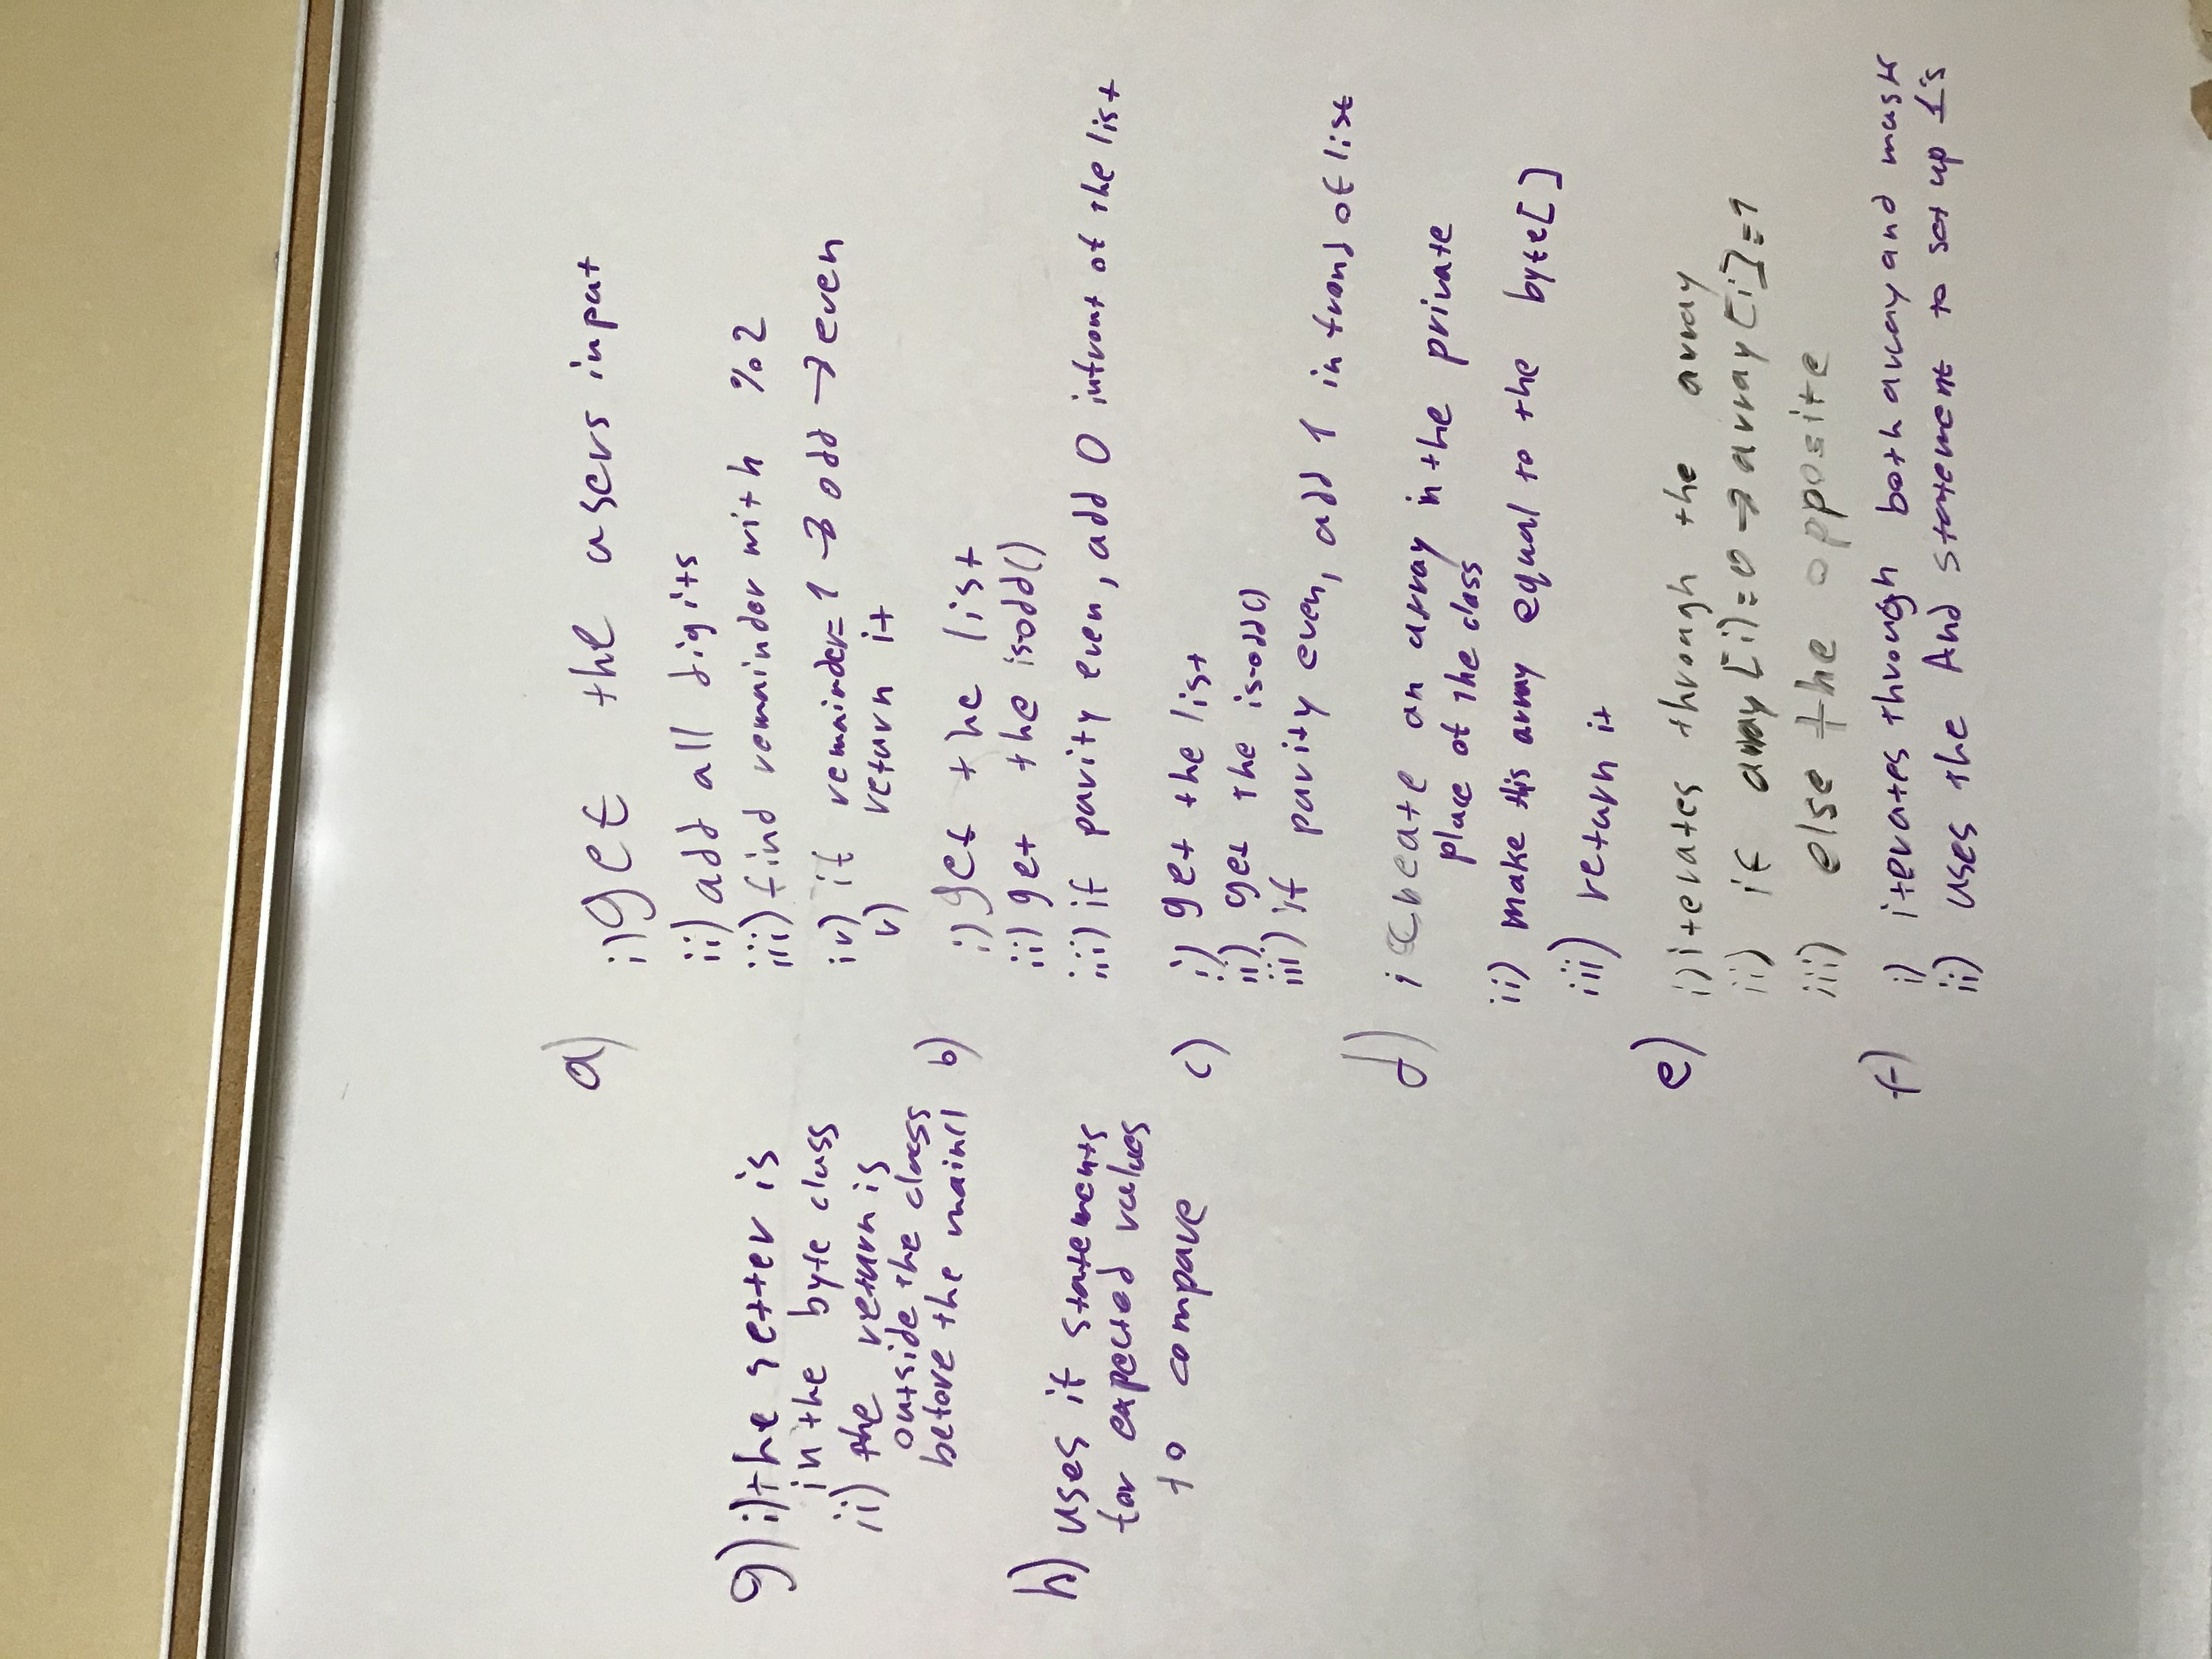 a) i) get the users input
ii) add all digits
iii) find remainder with %2
iv) if remainder= 1 → odd → even
v) return it
b) i) get the list
ii) get the isodd()
iii) if parity even, add 0 infront of the list
c) i) get the list
ii) get the is-odd()
iii) if parity even, add 1 in frond of list
d) i create an array in the private
place of the class
ii) make this array equal to the byte[]
iii) return it
e) i) iterates through the array
ii) if array [i]=0 → array [i]=1
iii) else the opposite
f) i) iterates through both array and mask
ii) uses the And statement to set up 1's
g) i) the setter is
in the byte class
ii) the return is
outside the class
before the main()
h) uses if statements
for expected values
to compare